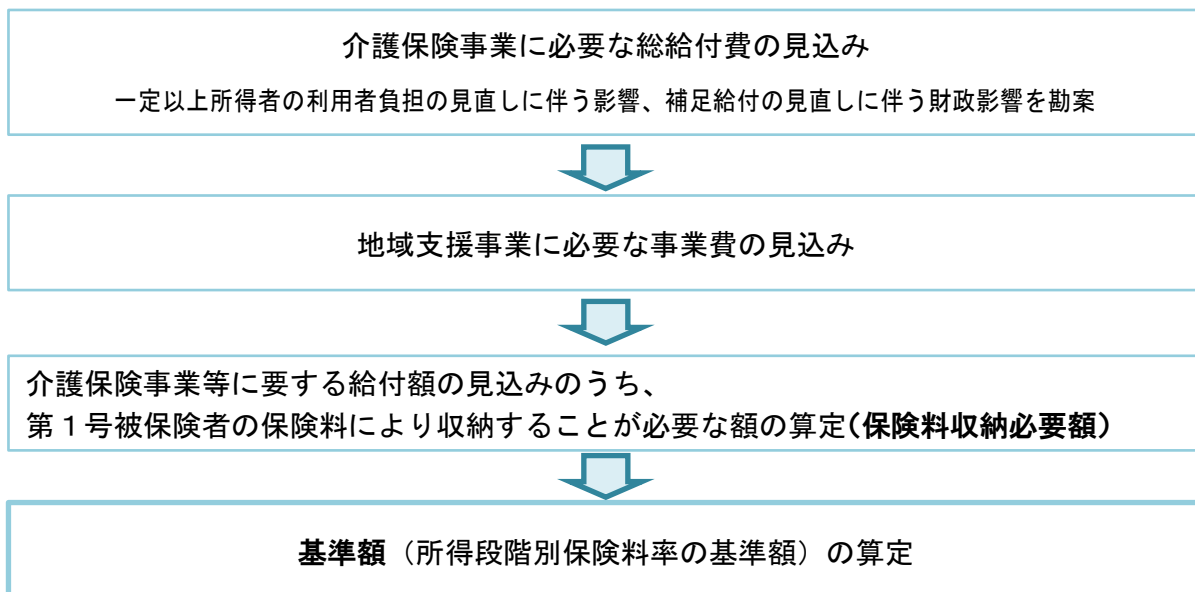 介護保険事業に必要な総給付費の見込み
一定以上所得者の利用者負担の見直しに伴う影響、補足給付の見直しに伴う財政影響を勘案
地域支援事業に必要な事業費の見込み
介護保険事業等に要する給付額の見込みのうち、
第１号被保険者の保険料により収納することが必要な額の算定(保険料収納必要額）
基準額（所得段階別保険料率の基準額）の算定